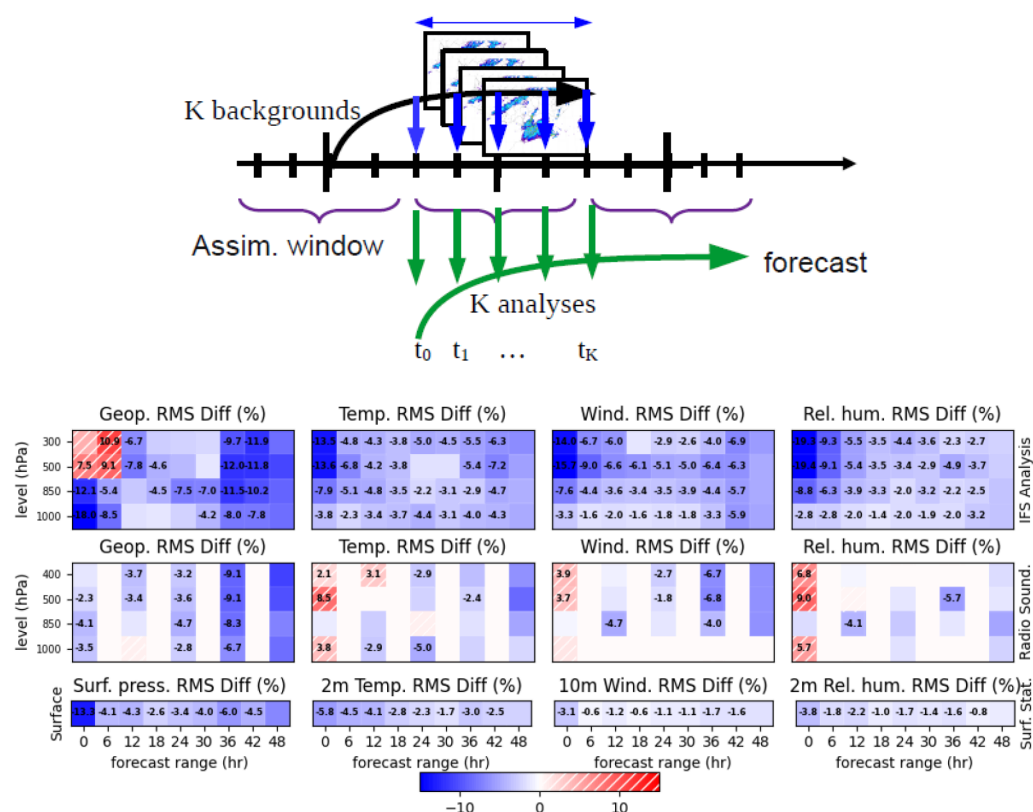 K backgrounds
Assim. window
forecast
K analyses
t0 t1 ... tK
Geop. RMS Diff (%) Temp. RMS Diff (%) Wind. RMS Diff (%) Rel. hum. RMS Diff (%)
level (hPa)
IFS Analysis
300 10.9 -6.7 -9.7 -11.9 -13.5 -4.8 -4.3 -3.8 -5.0 -4.5 -5.5 -6.3 -14.0 -6.7 -6.0 -2.9 -2.6 -4.0 -6.9 -19.3 -9.3 -5.5 -3.5 -4.4 -3.6 -2.3 -2.7
500 7.5 9.1 -7.8 -4.6 -12.0 -11.8 -13.6 -6.8 -4.2 -3.8 -5.4 -7.2 -15.7 -9.0 -6.6 -6.1 -5.1 -5.0 -6.4 -6.3 -19.4 -9.1 -5.4 -3.5 -3.4 -2.9 -4.9 -3.7
850 -12.1 -5.4 -4.5 -7.5 -7.0 -11.5 -10.2 -7.9 -5.1 -4.8 -3.5 -2.2 -3.1 -2.9 -4.7 -7.6 -4.4 -3.6 -3.4 -3.5 -3.9 -4.4 -5.7 -8.8 -6.3 -3.9 -3.3 -2.0 -3.2 -2.2 -2.5
1000 -18.0 -8.5 -4.2 -8.0 -7.8 -3.8 -2.3 -3.4 -3.7 -4.4 -3.1 -4.0 -4.3 -3.3 -1.6 -2.0 -1.6 -1.8 -3.3 -5.9 -2.8 -2.8 -2.0 -1.4 -2.0 -1.9 -2.0 -3.2
Geop. RMS Diff (%) Temp. RMS Diff (%) Wind. RMS Diff (%) Rel. hum. RMS Diff (%)
level (hPa)
Radio Sound.
400 -3.7 -3.2 -9.1 2.1 3.1 -2.9 3.9 -2.7 -6.7 6.8
500 -2.3 -3.4 -3.6 -9.1 8.5 -2.4 3.7 -1.8 -6.8 9.0 -5.7
850 -4.1 -4.7 -8.3 -4.7 -4.0 -4.1
1000 -3.5 -2.8 -6.7 3.8 -2.9 -5.0 5.7
Surf. press. RMS Diff (%) 2m Temp. RMS Diff (%) 10m Wind. RMS Diff (%) 2m Rel. hum. RMS Diff (%)
Surface
Surf. Stat.
-13.3 -4.1 -4.3 -2.6 -3.4 -4.0 -6.0 -4.5 -5.8 -4.5 -4.1 -2.8 -2.3 -1.7 -3.0 -2.5 -3.1 -0.6 -1.2 -0.6 -1.1 -1.1 -1.7 -1.6 -3.8 -1.8 -2.2 -1.0 -1.7 -1.4 -1.6 -0.8
0 6 12 18 24 30 36 42 48 0 6 12 18 24 30 36 42 48 0 6 12 18 24 30 36 42 48 0 6 12 18 24 30 36 42 48
forecast range (hr) forecast range (hr) forecast range (hr) forecast range (hr)
−10 0 10